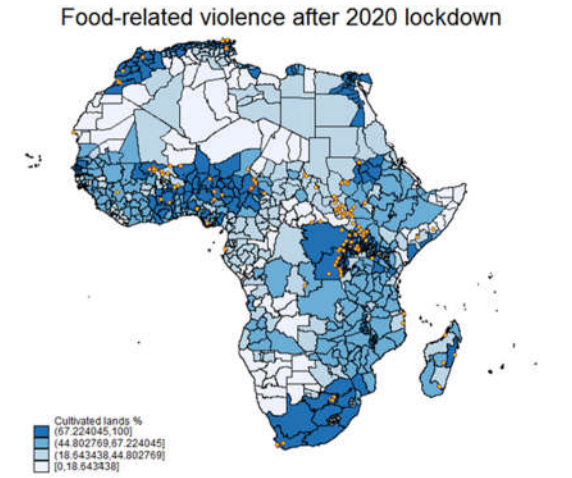 Food-related violence after 2020 lockdown
Cultivated lands %
(67.224045,100]
(44.802769,67.224045]
(18.643438,44.802769]
[0,18.643438]